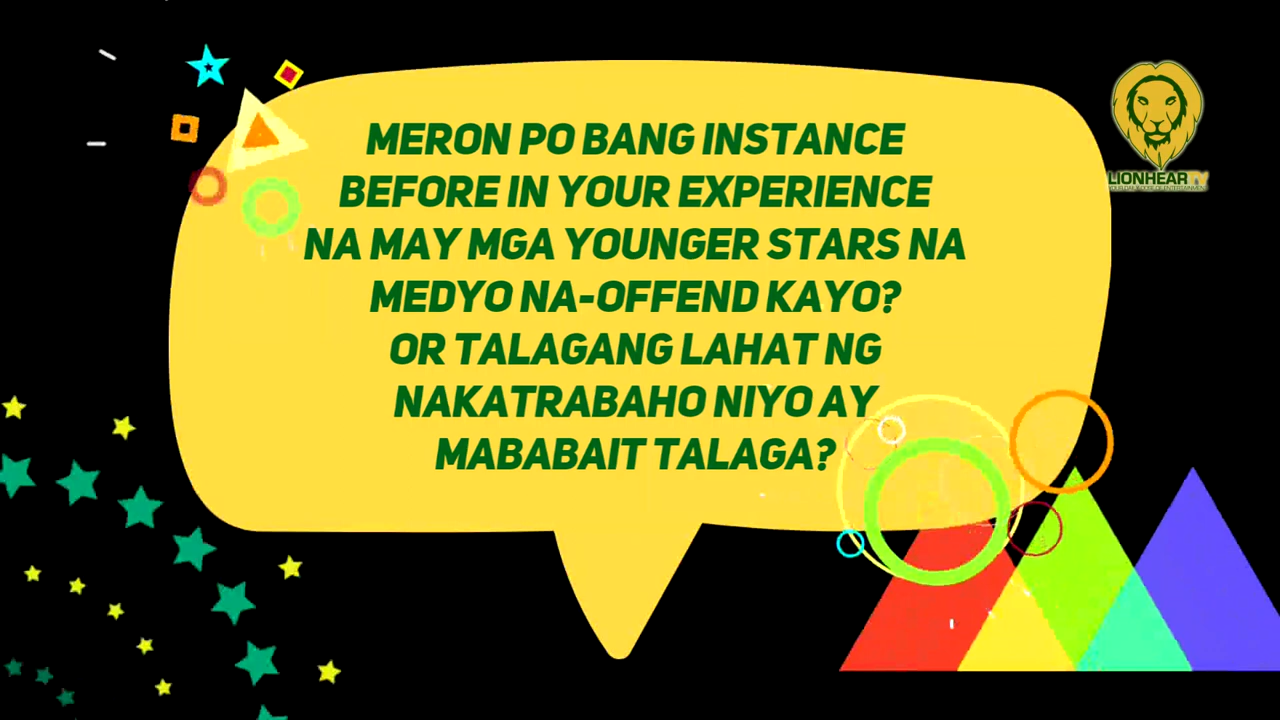 MERON PO BANG INSTANCE
BEFORE IN YOUR EXPERIENCE
NA MAY MGA YOUNGER STARS NA
MEDYO NA-OFFEND KAYO?
OR TALAGANG LAHAT NG
NAKATRABAHO NIYO AY
MABABAIT TALAGA?
LIONHEARTV